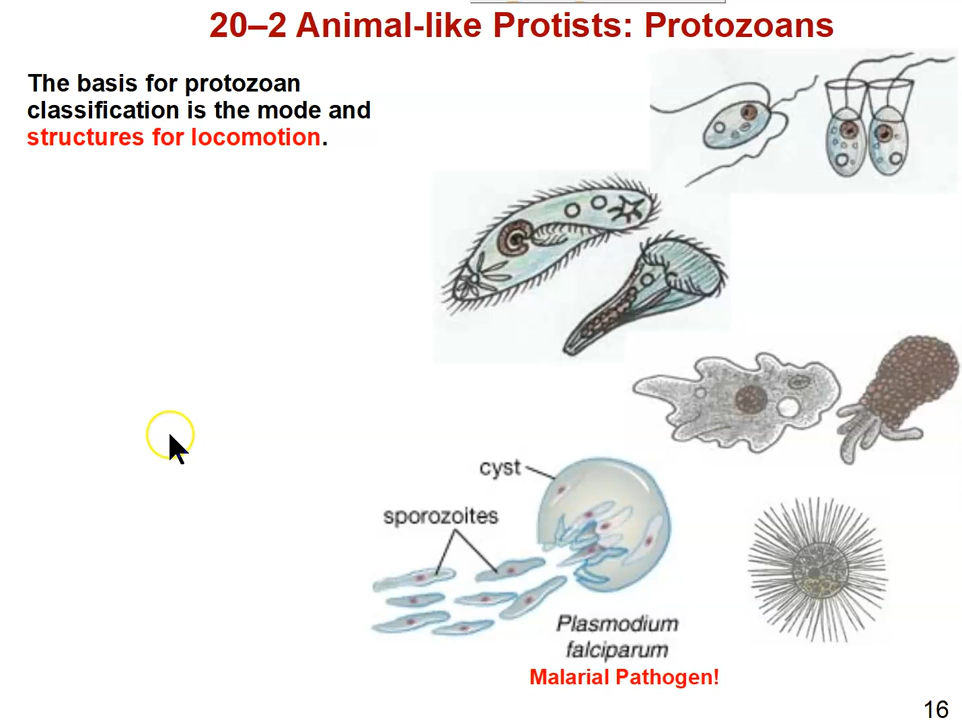 20–2 Animal-like Protists: Protozoans
The basis for protozoan
classification is the mode and
structures for locomotion.
cyst
sporozoites
Plasmodium
falciparum
Malarial Pathogen!
16